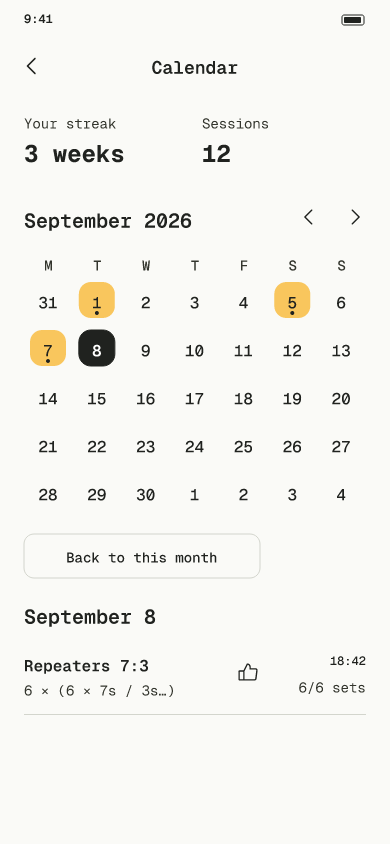 9:41
Calendar
Your streak Sessions
3 weeks 12
September 2026
M T W T F S S
31 1 2 3 4 5 6
7 8 9 10 11 12 13
14 15 16 17 18 19 20
21 22 23 24 25 26 27
28 29 30 1 2 3 4
Back to this month
September 8
Repeaters 7:3 18:42
6 × (6 × 7s / 3s…) 6/6 sets